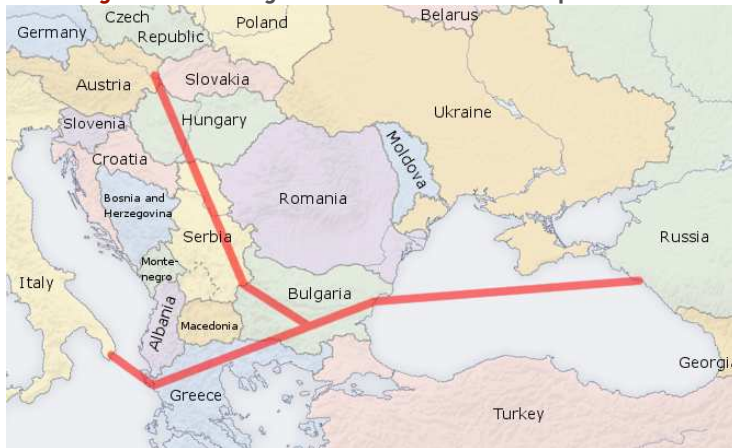 Czech
Republic
Poland
Belarus
Germany
Austria
Slovakia
Ukraine
Slovenia
Hungary
Moldova
Croatia
Romania
Bosnia and
Herzegovina
Serbia
Russia
Monte-
negro
Italy
Bulgaria
Albania
Macedonia
Georgia
Greece
Turkey